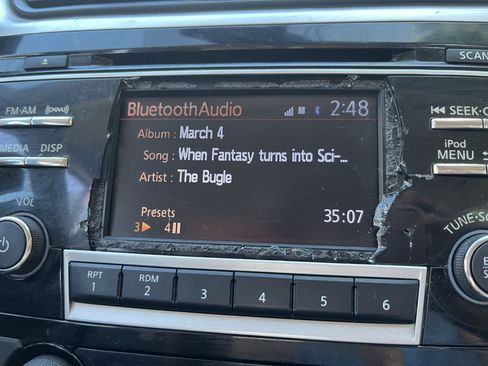 SCAN
FM·AM
BluetoothAudio 2:48
SEEK·
Album : March 4
MEDIA DISP
Song : When Fantasy turns into Sci-...
iPod
MENU
Artist : The Bugle
VOL
Presets 35:07
3 4
TUNE·
RPT
1
RDM
2
3
4
5
6